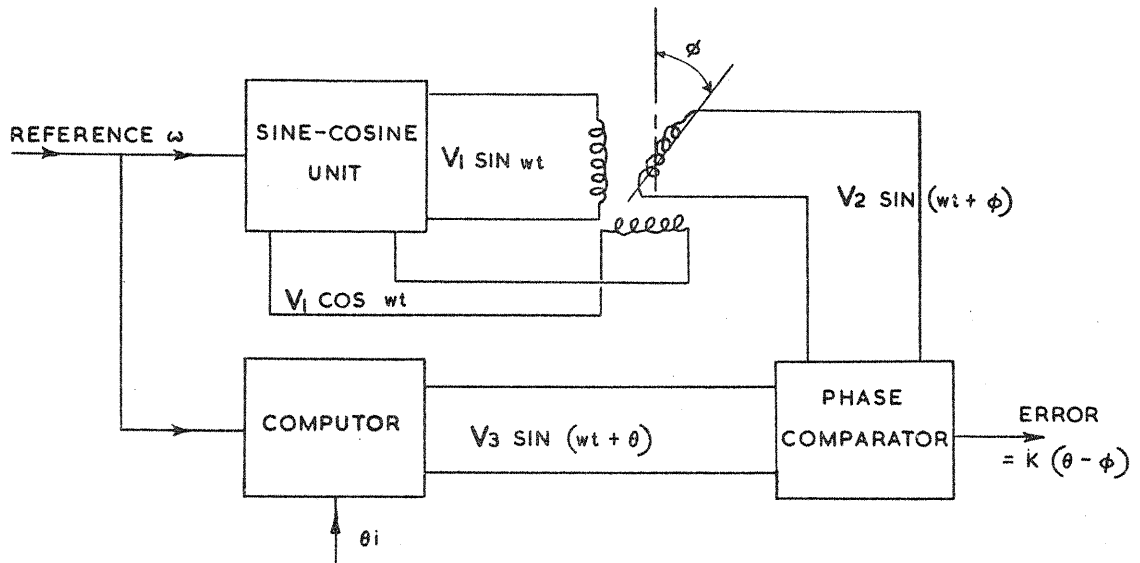 ϕ
REFERENCE ω
SINE-COSINE
UNIT
V1 SIN wt
V2 SIN (wi + ϕ)
V1 COS wt
COMPUTOR
V3 SIN (wt + θ)
PHASE
COMPARATOR
ERROR
= K (θ - ϕ)
θi